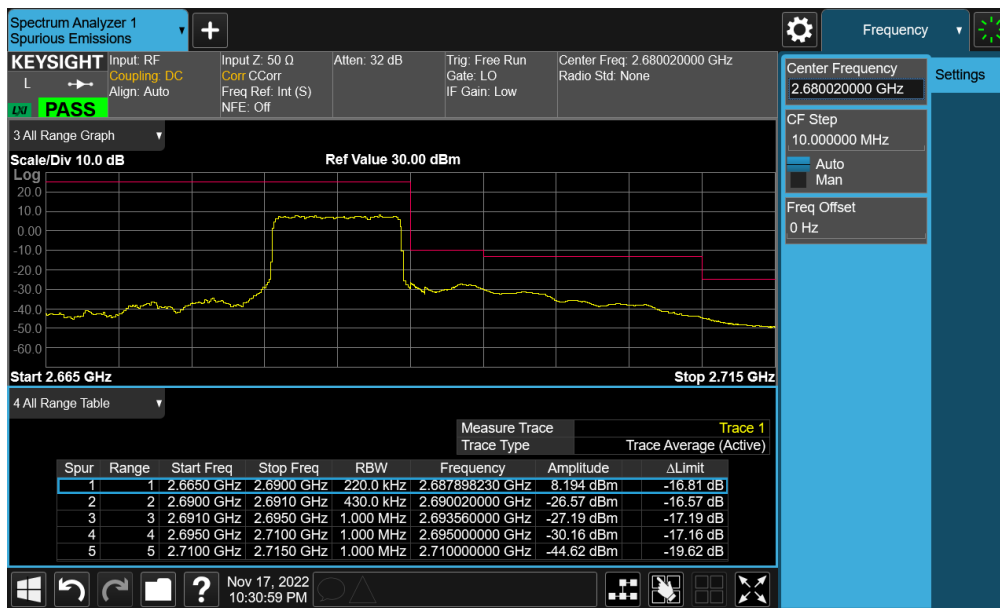 Spectrum Analyzer 1
Spurious Emissions
Frequency
KEYSIGHT
L
LXI
PASS
Input: RF
Coupling: DC
Align: Auto
Input Z: 50 Ω
Corr CCorr
Freq Ref: Int (S)
NFE: Off
Atten: 32 dB
Trig: Free Run
Gate: LO
IF Gain: Low
Center Freq: 2.680020000 GHz
Radio Std: None
Center Frequency
2.680020000 GHz
Settings
CF Step
10.000000 MHz
Auto
Man
Freq Offset
0 Hz
3 All Range Graph
Scale/Div 10.0 dB
Ref Value 30.00 dBm
Log
20.0
10.0
0.00
-10.0
-20.0
-30.0
-40.0
-50.0
-60.0
Start 2.665 GHz
Stop 2.715 GHz
4 All Range Table
Measure Trace Trace 1
Trace Type Trace Average (Active)
Spur Range Start Freq Stop Freq RBW Frequency Amplitude ΔLimit
1 1 2.6650 GHz 2.6900 GHz 220.0 kHz 2.687898230 GHz 8.194 dBm -16.81 dB
2 2 2.6900 GHz 2.6910 GHz 430.0 kHz 2.690020000 GHz -26.57 dBm -16.57 dB
3 3 2.6910 GHz 2.6950 GHz 1.000 MHz 2.693560000 GHz -27.19 dBm -17.19 dB
4 4 2.6950 GHz 2.7100 GHz 1.000 MHz 2.695000000 GHz -30.16 dBm -17.16 dB
5 5 2.7100 GHz 2.7150 GHz 1.000 MHz 2.710000000 GHz -44.62 dBm -19.62 dB
?
Nov 17, 2022
10:30:59 PM